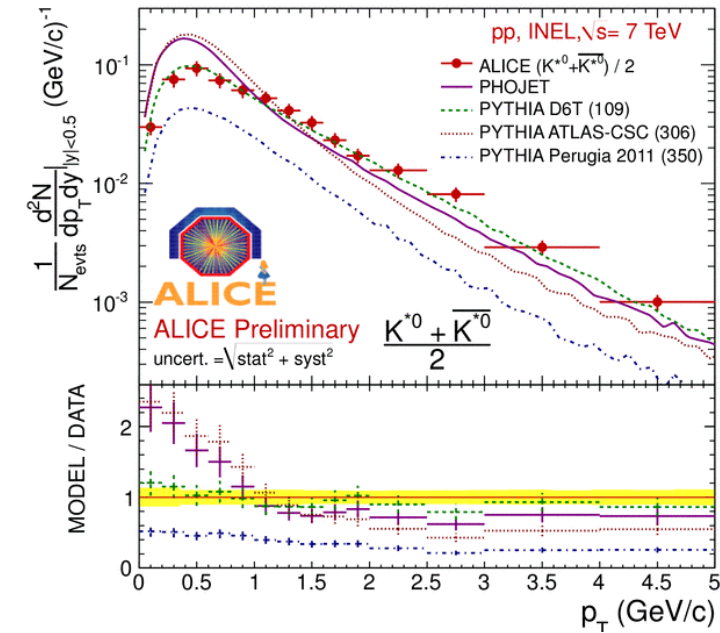 pp, INEL,√s= 7 TeV
ALICE (K*0+K*0) / 2
PHOJET
PYTHIA D6T (109)
PYTHIA ATLAS-CSC (306)
PYTHIA Perugia 2011 (350)
1/Nevts d²N/dpTdy||y|<0.5 (GeV/c)-1
10-1
10-2
10-3
ALICE
ALICE Preliminary
uncert. =√stat² + syst²
K*0 + K̅*0
2
MODEL / DATA
2
1
0
0 0.5 1 1.5 2 2.5 3 3.5 4 4.5 5
pT (GeV/c)